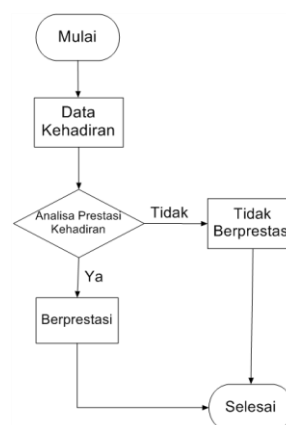 Mulai
Data
Kehadiran
Analisa Prestasi
Kehadiran
Tidak
Tidak
Berprestas
Ya
Berprestasi
Selesai